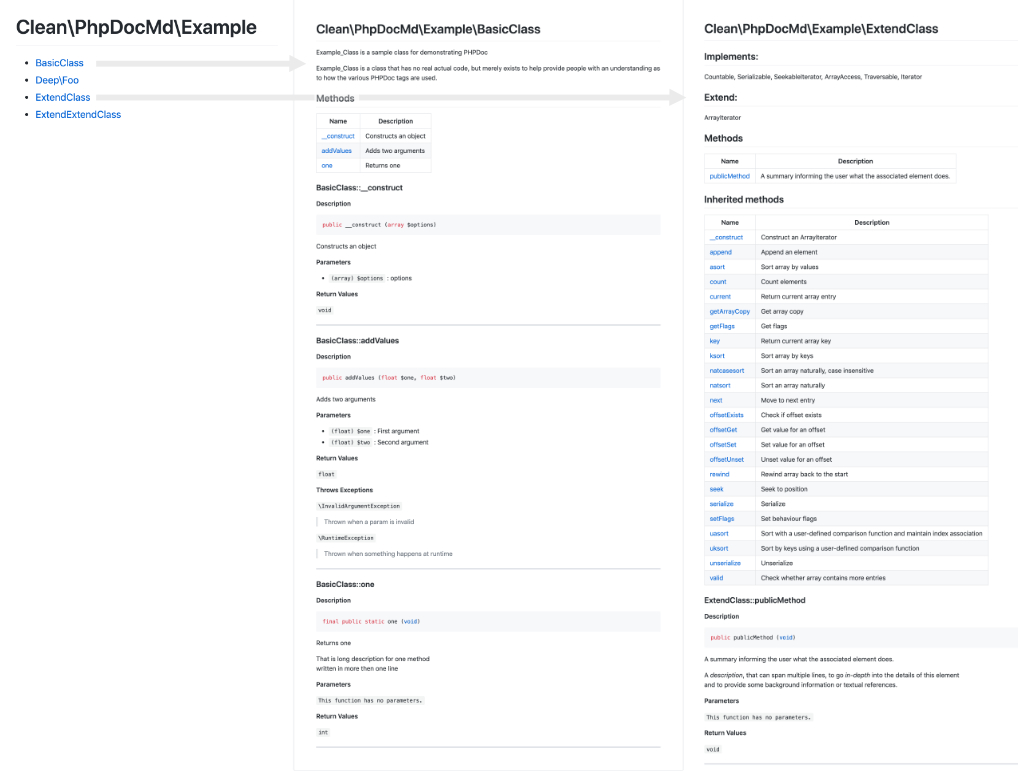 Clean\PhpDocMd\Example
BasicClass
Deep\Foo
ExtendClass
ExtendExtendClass
Clean\PhpDocMd\Example\BasicClass
Example_Class is a sample class for demonstrating PHPDoc
Example_Class is a class that has no real actual code, but merely exists to help provide people with an understanding as
to how the various PHPDoc tags are used.
Methods
Name Description
__construct Constructs an object
addValues Adds two arguments
one Returns one
BasicClass::__construct
Description
public __construct (array $options)
Constructs an object
Parameters
(array) $options : options
Return Values
void
BasicClass::addValues
Description
public addValues (float $one, float $two)
Adds two arguments
Parameters
(float) $one : First argument
(float) $two : Second argument
Return Values
float
Throws Exceptions
\InvalidArgumentException
Thrown when a param is invalid
\RuntimeException
Thrown when something happens at runtime
BasicClass::one
Description
final public static one (void)
Returns one
That is long description for one method
written in more then one line
Parameters
This function has no parameters.
Return Values
int
Clean\PhpDocMd\Example\ExtendClass
Implements:
Countable, Serializable, SeekableIterator, ArrayAccess, Traversable, Iterator
Extend:
ArrayIterator
Methods
Name Description
publicMethod A summary informing the user what the associated element does.
Inherited methods
Name Description
__construct Construct an ArrayIterator
append Append an element
asort Sort array by values
count Count elements
current Return current array entry
getArrayCopy Get array copy
getFlags Get flags
key Return current array key
ksort Sort array by keys
natcasesort Sort an array naturally, case insensitive
natsort Sort an array naturally
next Move to next entry
offsetExists Check if offset exists
offsetGet Get value for an offset
offsetSet Set value for an offset
offsetUnset Unset value for an offset
rewind Rewind array back to the start
seek Seek to position
serialize Serialize
setFlags Set behaviour flags
uasort Sort with a user-defined comparison function and maintain index association
uksort Sort by keys using a user-defined comparison function
unserialize Unserialize
valid Check whether array contains more entries
ExtendClass::publicMethod
Description
public publicMethod (void)
A summary informing the user what the associated element does.
A description, that can span multiple lines, to go in-depth into the details of this element
and to provide some background information or textual references.
Parameters
This function has no parameters.
Return Values
void